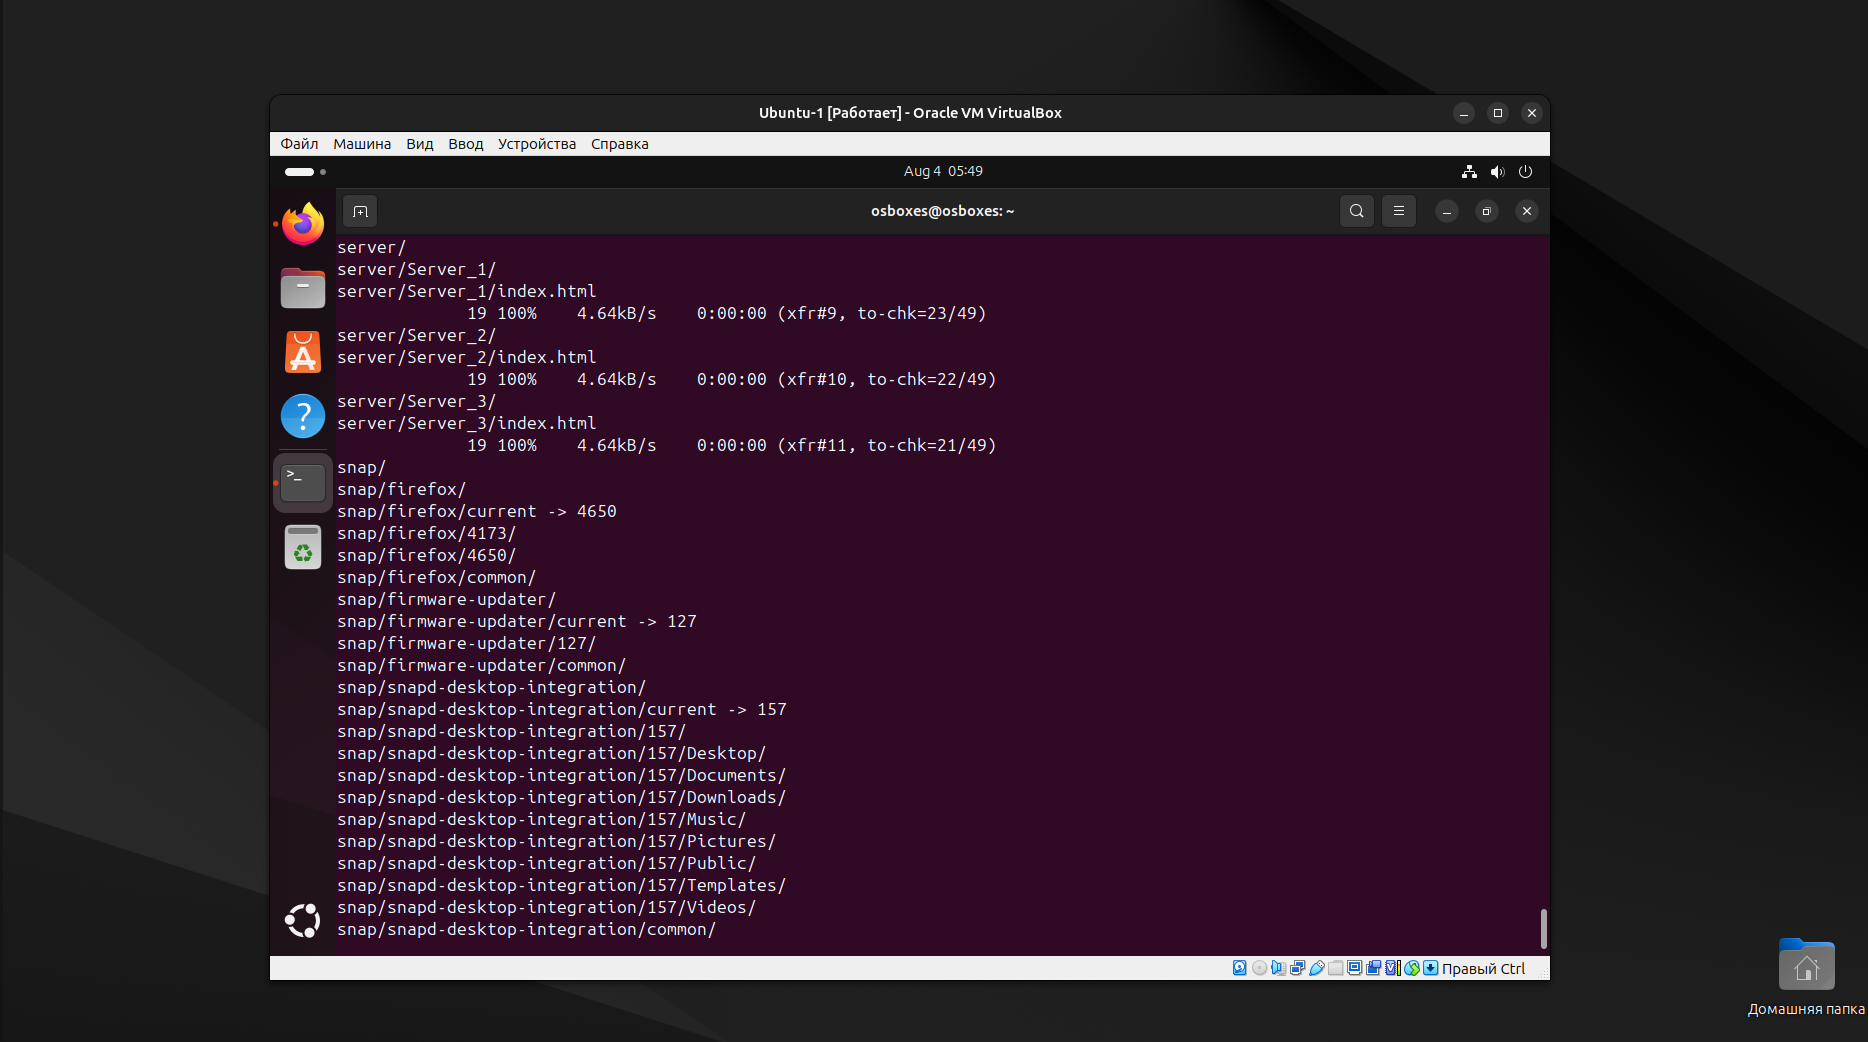 Ubuntu-1 [Работает] - Oracle VM VirtualBox
Файл Машина Вид Ввод Устройства Справка
Aug 4 05:49
osboxes@osboxes: ~
server/
server/Server_1/
server/Server_1/index.html
19 100% 4.64kB/s 0:00:00 (xfr#9, to-chk=23/49)
server/Server_2/
server/Server_2/index.html
19 100% 4.64kB/s 0:00:00 (xfr#10, to-chk=22/49)
server/Server_3/
server/Server_3/index.html
19 100% 4.64kB/s 0:00:00 (xfr#11, to-chk=21/49)
snap/
snap/firefox/
snap/firefox/current -> 4650
snap/firefox/4173/
snap/firefox/4650/
snap/firefox/common/
snap/firmware-updater/
snap/firmware-updater/current -> 127
snap/firmware-updater/127/
snap/firmware-updater/common/
snap/snapd-desktop-integration/
snap/snapd-desktop-integration/current -> 157
snap/snapd-desktop-integration/157/
snap/snapd-desktop-integration/157/Desktop/
snap/snapd-desktop-integration/157/Documents/
snap/snapd-desktop-integration/157/Downloads/
snap/snapd-desktop-integration/157/Music/
snap/snapd-desktop-integration/157/Pictures/
snap/snapd-desktop-integration/157/Public/
snap/snapd-desktop-integration/157/Templates/
snap/snapd-desktop-integration/157/Videos/
snap/snapd-desktop-integration/common/
Правый Ctrl
Домашняя папка